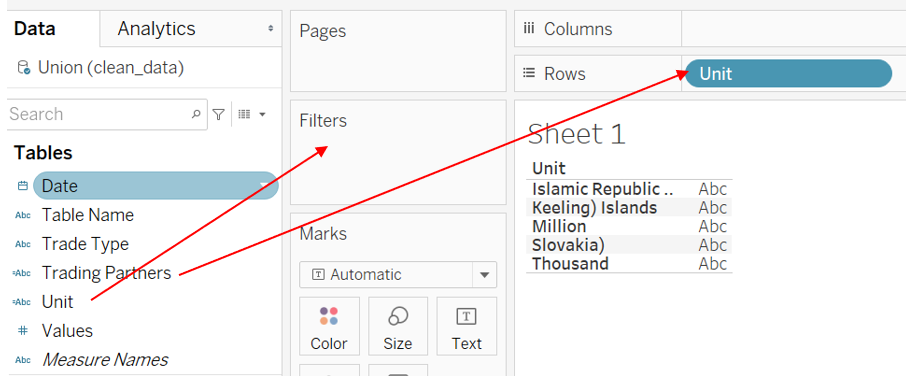 Data
Analytics
Union (clean_data)
Search
Tables
Date
Abc Table Name
Abc Trade Type
=Abc Trading Partners
=Abc Unit
# Values
Abc Measure Names
Pages
Filters
Marks
T Automatic
Color
Size
T
Text
iii Columns
Rows
Unit
Sheet 1
Unit
Islamic Republic .. Abc
Keeling) Islands Abc
Million Abc
Slovakia) Abc
Thousand Abc